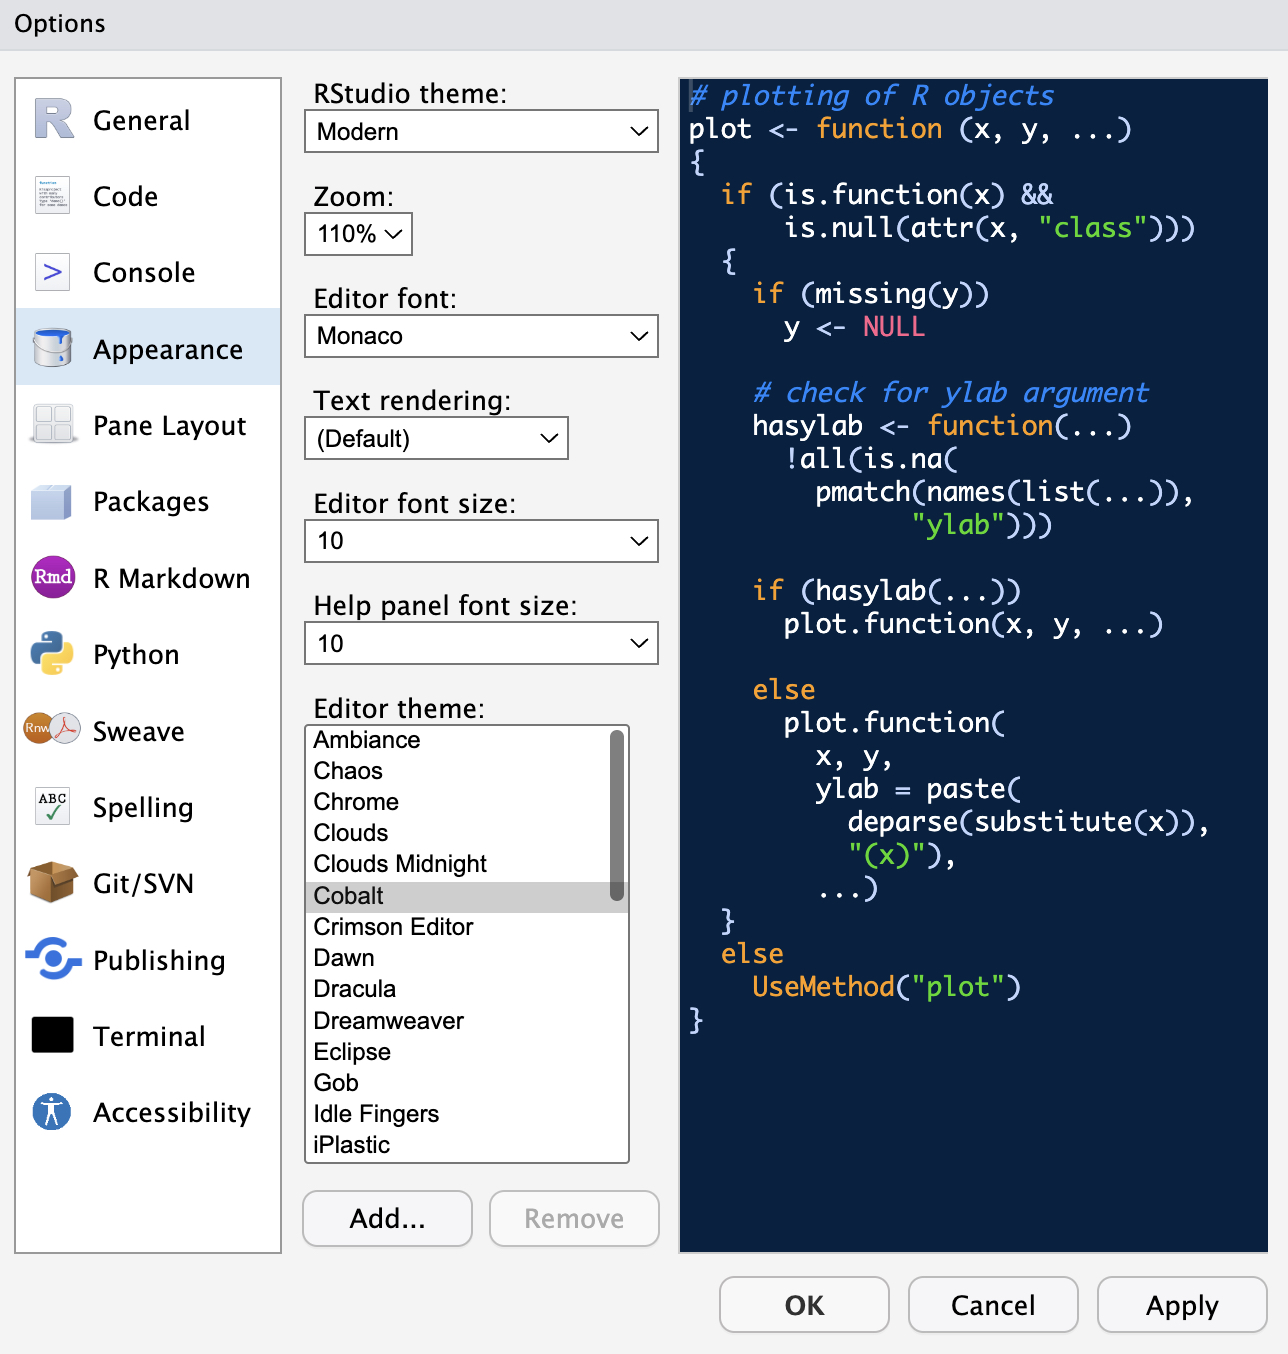 Options
General
Code
Console
Appearance
Pane Layout
Packages
Rmd
R Markdown
Python
Rnw
Sweave
ABC
Spelling
Git/SVN
Publishing
Terminal
Accessibility
RStudio theme:
Modern
Zoom:
110%
Editor font:
Monaco
Text rendering:
(Default)
Editor font size:
10
Help panel font size:
10
Editor theme:
Ambiance
Chaos
Chrome
Clouds
Clouds Midnight
Cobalt
Crimson Editor
Dawn
Dracula
Dreamweaver
Eclipse
Gob
Idle Fingers
iPlastic
Add...
Remove
# plotting of R objects
plot <- function (x, y, ...)
{
  if (is.function(x) &&
      is.null(attr(x, "class")))
  {
    if (missing(y))
      y <- NULL

    # check for ylab argument
    hasylab <- function(...)
      !all(is.na(
        pmatch(names(list(...)),
              "ylab")))

    if (hasylab(...))
      plot.function(x, y, ...)

    else
      plot.function(
        x, y,
        ylab = paste(
          deparse(substitute(x)),
          "(x)"),
        ...)
  }
  else
    UseMethod("plot")
}
OK
Cancel
Apply